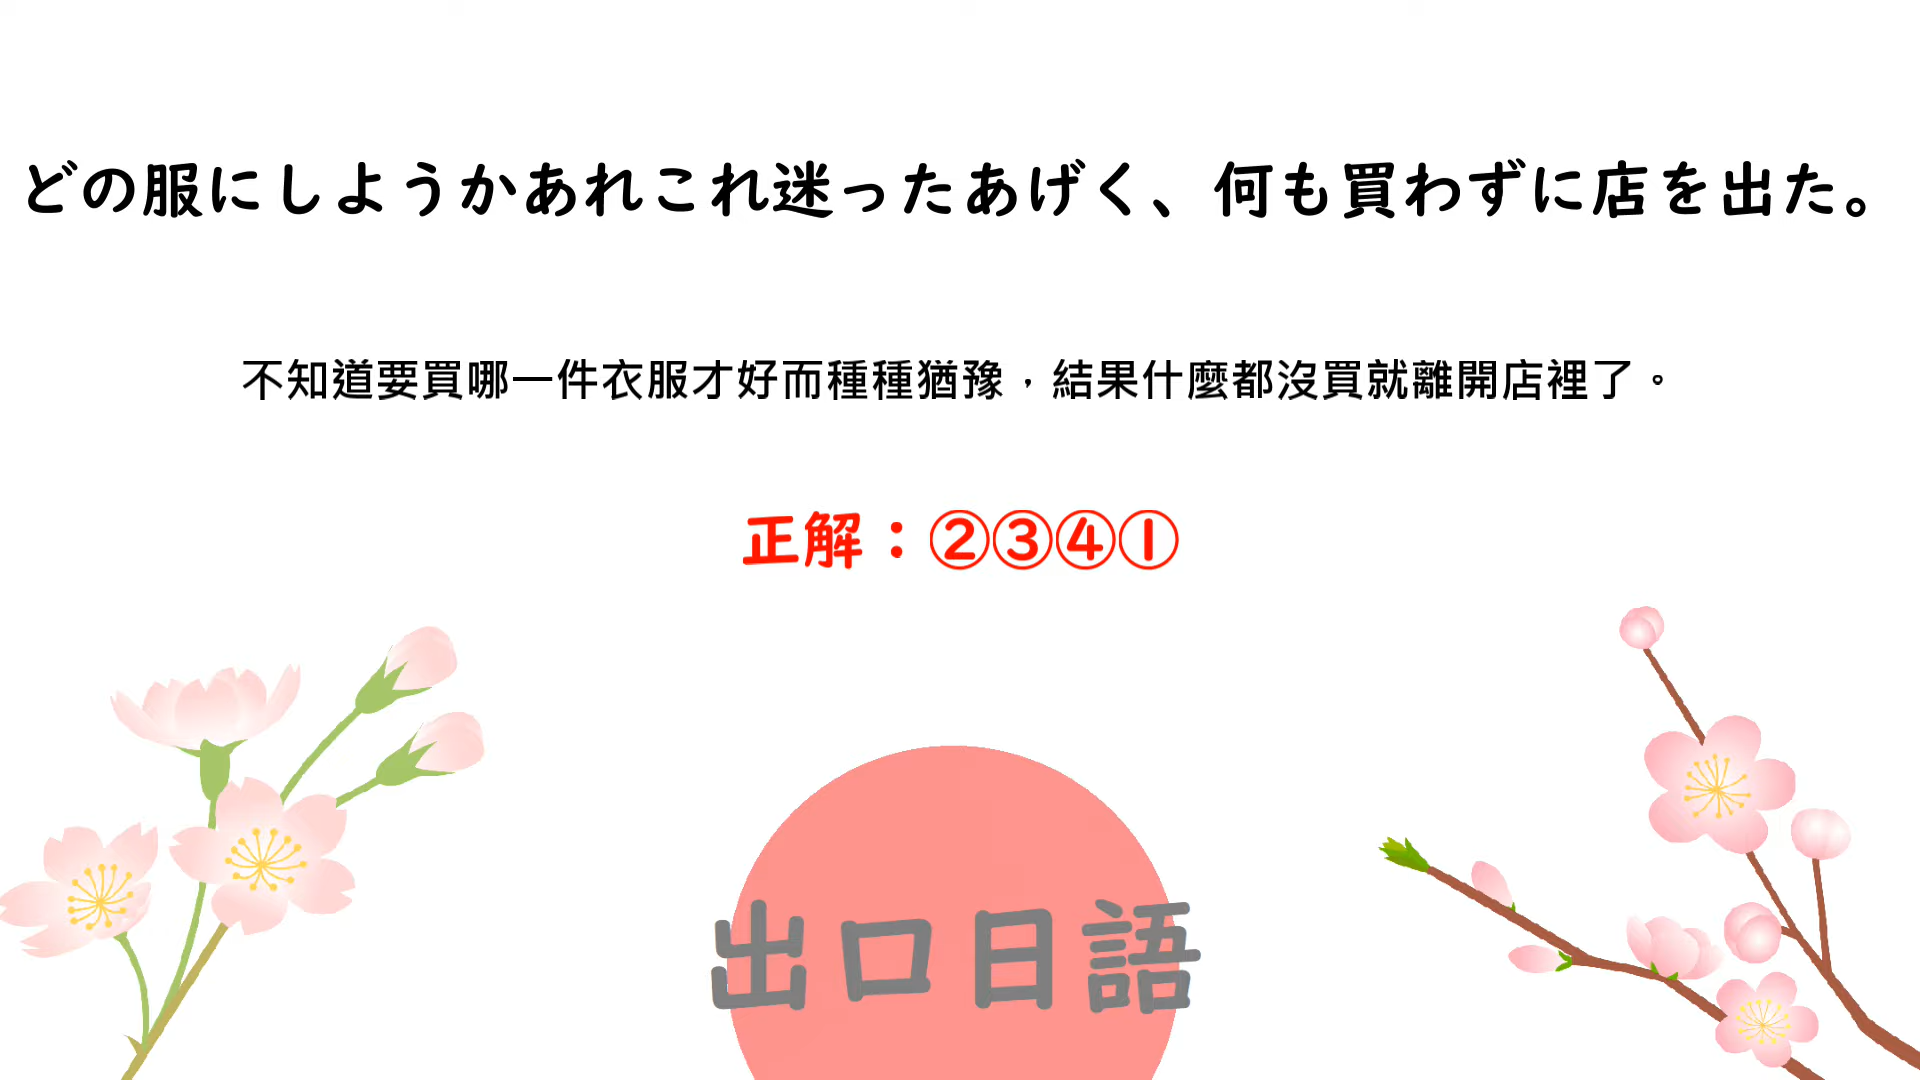 どの服にしようかあれこれ迷ったあげく、何も買わずに店を出た。
不知道要買哪一件衣服才好而種種猶豫，結果什麼都沒買就離開店裡了。
正解：②③④①
出口日語